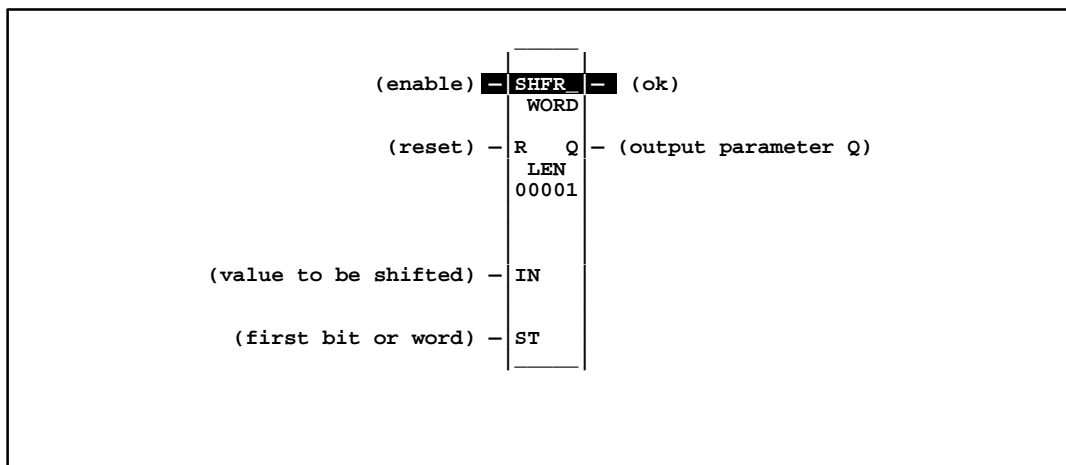 (enable) – SHFR_ – (ok)
WORD
(reset) – R Q – (output parameter Q)
LEN
00001
(value to be shifted) – IN
(first bit or word) – ST